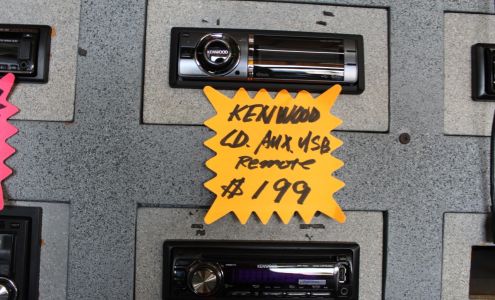 KENWOOD
KENWOOD
CD. AUX. USB
Remote
$199
KENWOOD